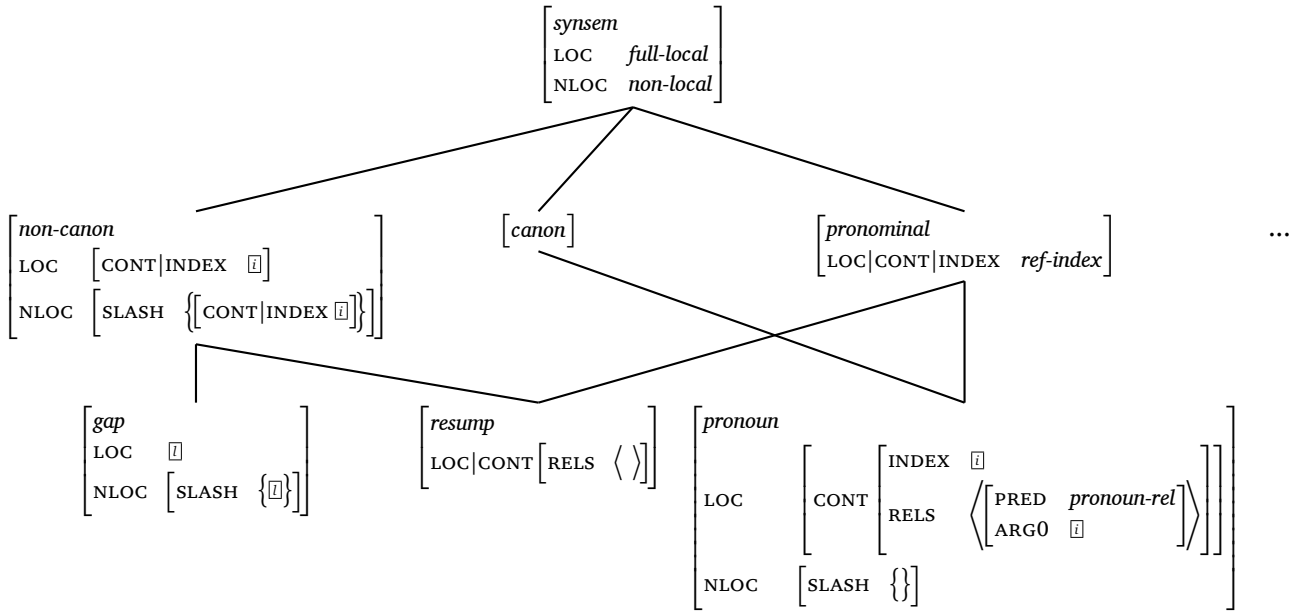 synsem
LOC full-local
NLOC non-local
non-canon
LOC [CONT|INDEX i]
NLOC [SLASH {[CONT|INDEX i]}]
[canon]
pronominal
LOC|CONT|INDEX ref-index
...
gap
LOC l
NLOC [SLASH {l}]
resump
LOC|CONT [RELS ⟨ ⟩]
pronoun
LOC [CONT [INDEX i
RELS ⟨[PRED pronoun-rel
ARG0 i]⟩]]
NLOC [SLASH {}]